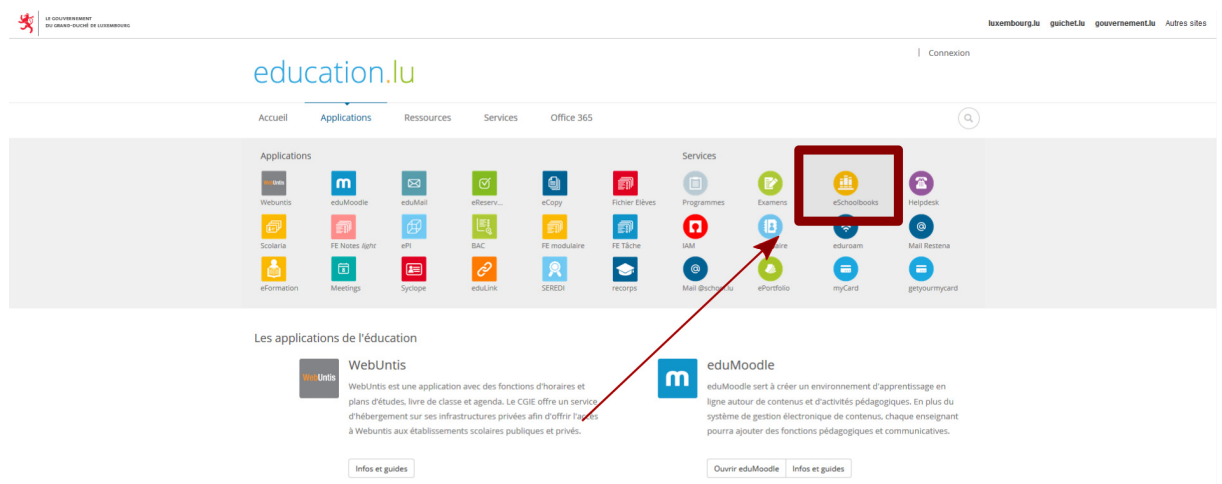 LE GOUVERNEMENT
DU GRAND-DUCHÉ DE LUXEMBOURG
luxembourg.lu guichet.lu gouvernement.lu Autres sites
Connexion
education.lu
Accueil Applications Ressources Services Office 365
Applications Services
WebUntis
Webuntis eduMoodle eduMail eReserv... eCopy Fichier Elèves Programmes Examens eSchoolbooks Helpdesk
Scolaria FE Notes light ePI BAC FE modulaire FE Tâche IAM aire eduroam Mail Restena
eFormation Meetings Syclope eduLink SEREDI recorps Mail @school.lu ePortfolio myCard getyourmycard
Les applications de l'éducation
WebUntis
WebUntis
WebUntis est une application avec des fonctions d'horaires et
plans d'études, livre de classe et agenda. Le CGIE offre un service
d'hébergement sur ses infrastructures privées afin d'offrir l'accès
à Webuntis aux établissements scolaires publiques et privés.
Infos et guides
eduMoodle
eduMoodle sert à créer un environnement d'apprentissage en
ligne autour de contenus et d'activités pédagogiques. En plus du
système de gestion électronique de contenus, chaque enseignant
pourra ajouter des fonctions pédagogiques et communicatives.
Ouvrir eduMoodle Infos et guides